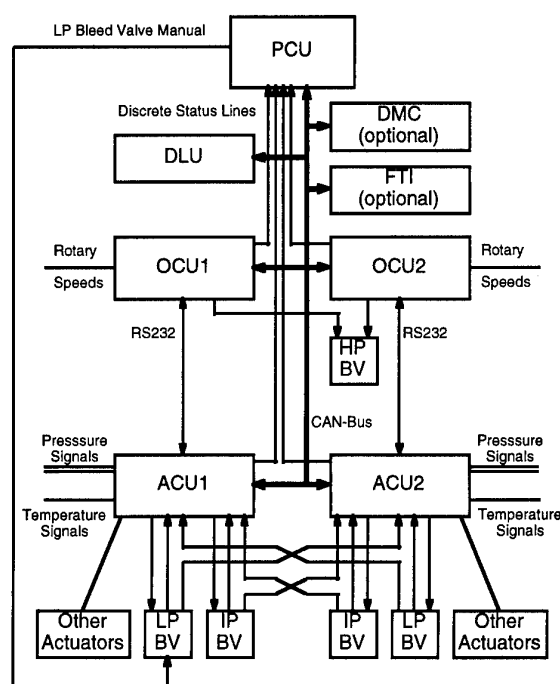 LP Bleed Valve Manual
PCU
Discrete Status Lines
DMC
(optional)
DLU
FTI
(optional)
Rotary
Speeds
OCU1
OCU2
Rotary
Speeds
RS232
HP
BV
RS232
CAN-Bus
Presssure
Signals
ACU1
ACU2
Presssure
Signals
Temperature
Signals
Temperature
Signals
Other
Actuators
LP
BV
IP
BV
IP
BV
LP
BV
Other
Actuators